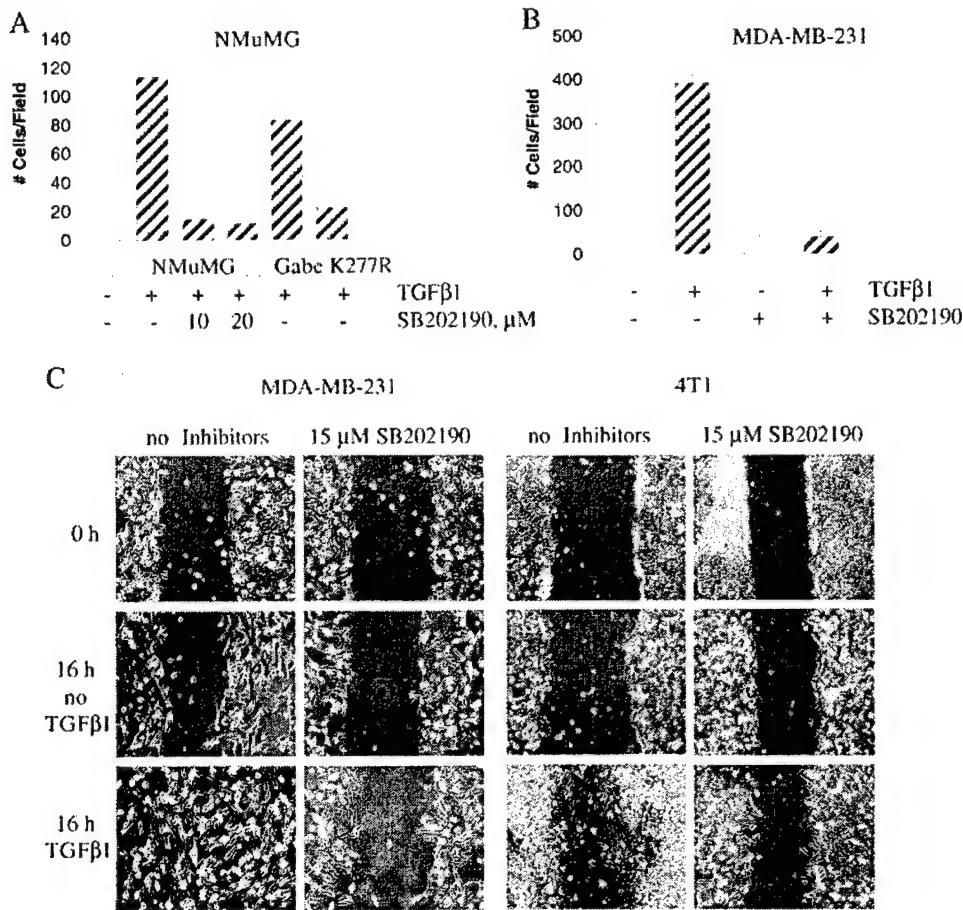 A
NMuMG
140
120
100
80
60
40
20
0
# Cells/Field
NMuMG Gabe K277R
- + + + + + TGFβ1
- - 10 20 - - SB202190, μM
B
MDA-MB-231
500
400
300
200
100
0
# Cells/Field
- + - + TGFβ1
- - + + SB202190
C
MDA-MB-231 4T1
no Inhibitors 15 μM SB202190 no Inhibitors 15 μM SB202190
0 h
16 h
no
TGFβ1
16 h
TGFβ1